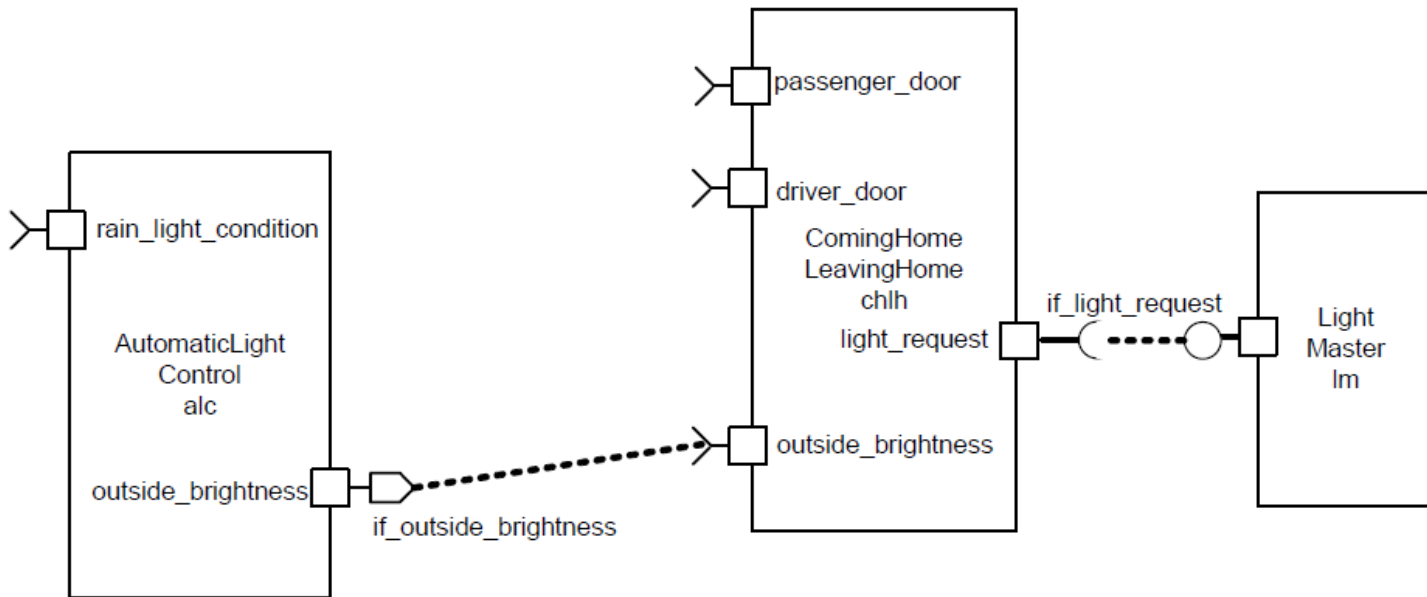 passenger_door
driver_door
rain_light_condition
ComingHome
LeavingHome
chlh
if_light_request
light_request
Light
Master
lm
AutomaticLight
Control
alc
outside_brightness
outside_brightness
if_outside_brightness